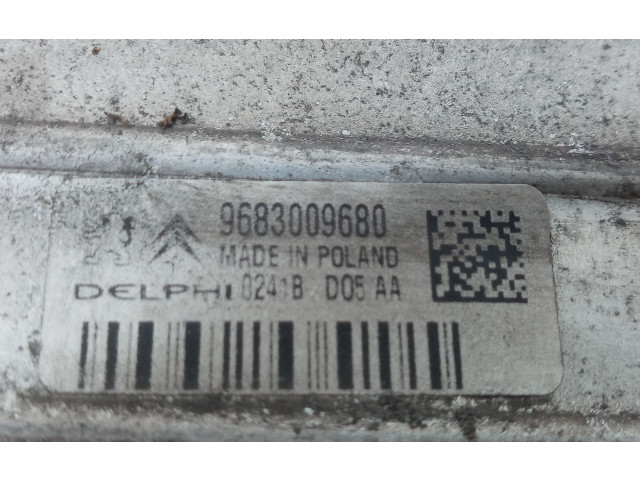 9683009680
MADE IN POLAND
DELPHI 0241B D05 AA